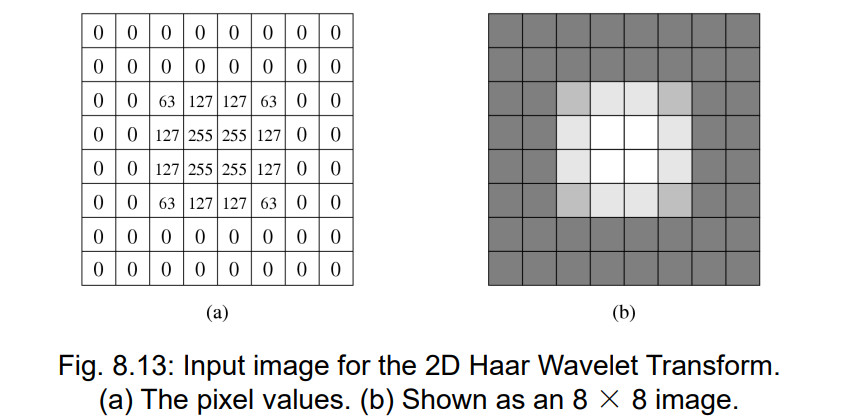 0 0 0 0 0 0 0 0
0 0 0 0 0 0 0 0
0 0 63 127 127 63 0 0
0 0 127 255 255 127 0 0
0 0 127 255 255 127 0 0
0 0 63 127 127 63 0 0
0 0 0 0 0 0 0 0
0 0 0 0 0 0 0 0
(a)
(b)
Fig. 8.13: Input image for the 2D Haar Wavelet Transform.
(a) The pixel values. (b) Shown as an 8 × 8 image.